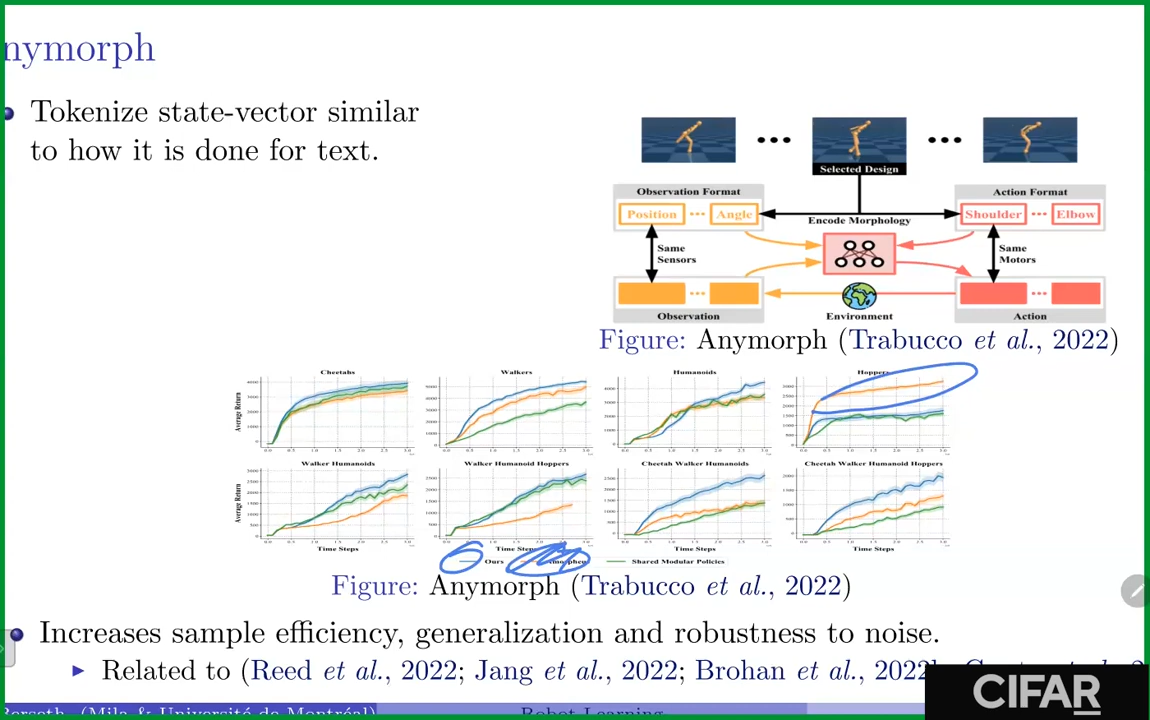 nymorph
Tokenize state-vector similar
to how it is done for text.
Selected Design
Observation Format
Action Format
Position ... Angle
Encode Morphology
Shoulder ... Elbow
Same
Sensors
Same
Motors
Observation
Environment
Action
Figure: Anymorph (Trabucco et al., 2022)
Cheetahs
Walkers
Humanoids
Hoppers
Average Return
Walker Humanoids
Walker Humanoid Hoppers
Cheetah Walker Humanoids
Cheetah Walker Humanoid Hoppers
Average Return
Time Steps
Time Steps
Time Steps
Time Steps
Ours
Shared Modular Policies
Figure: Anymorph (Trabucco et al., 2022)
Increases sample efficiency, generalization and robustness to noise.
Related to (Reed et al., 2022; Jang et al., 2022; Brohan et al., 2022
CIFAR
Berseth (Mila & Université de Montréal)
Robot Learning